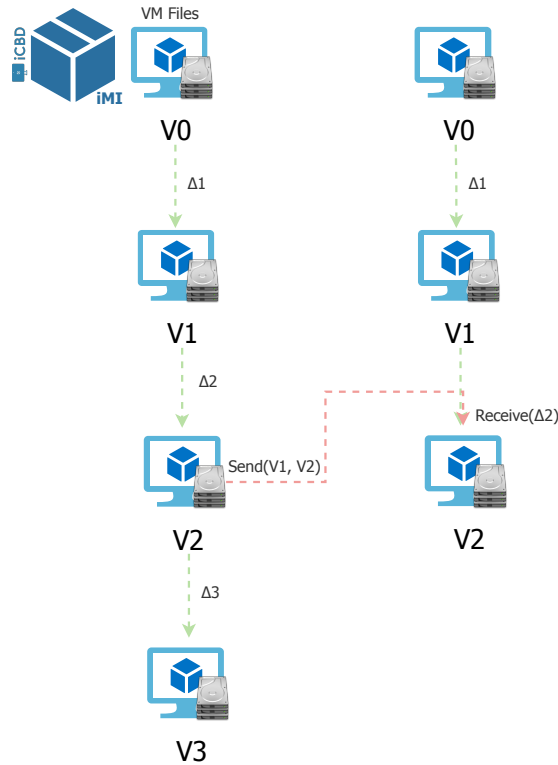 VM Files
iCBD
iMI
V0
V0
Δ1
Δ1
V1
V1
Δ2
Receive(Δ2)
Send(V1, V2)
V2
V2
Δ3
V3